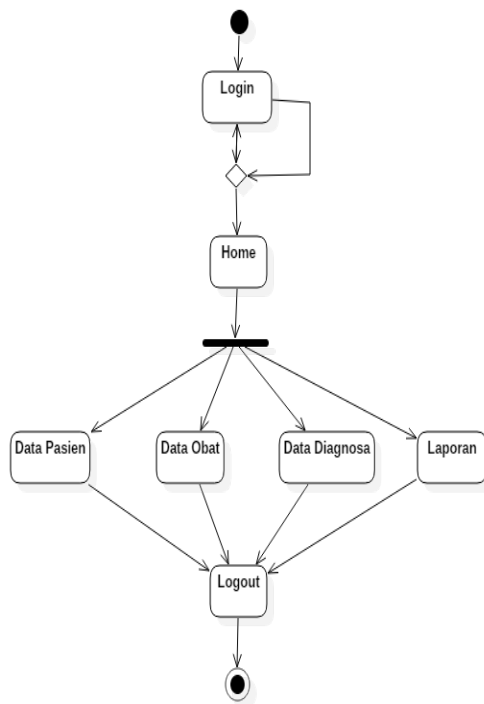 Login
Home
Data Pasien
Data Obat
Data Diagnosa
Laporan
Logout